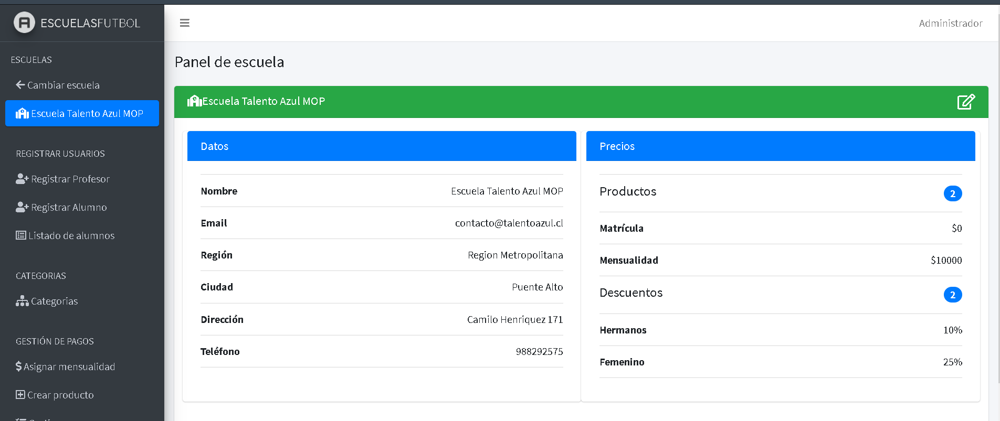 ESCUELASFUTBOL
Administrador
ESCUELAS
Cambiar escuela
Escuela Talento Azul MOP
REGISTRAR USUARIOS
Registrar Profesor
Registrar Alumno
Listado de alumnos
CATEGORIAS
Categorias
GESTIÓN DE PAGOS
Asignar mensualidad
Crear producto
Panel de escuela
Escuela Talento Azul MOP
Datos
Nombre Escuela Talento Azul MOP
Email contacto@talentoazul.cl
Región Region Metropolitana
Ciudad Puente Alto
Dirección Camilo Henriquez 171
Teléfono 988292575
Precios
Productos 2
Matrícula $0
Mensualidad $10000
Descuentos 2
Hermanos 10%
Femenino 25%